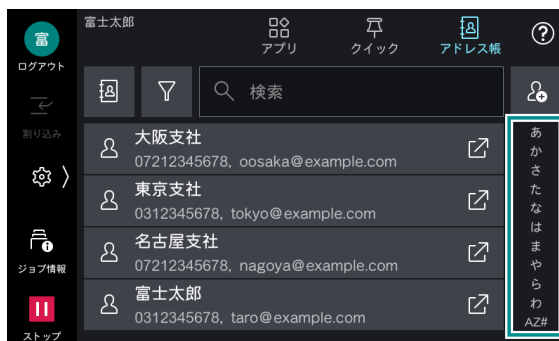 富
ログアウト
割り込み
ジョブ情報
ストップ
富士太郎
アプリ
クイック
アドレス帳
?
検索
大阪支社
07212345678, oosaka@example.com
東京支社
0312345678, tokyo@example.com
名古屋支社
07212345678, nagoya@example.com
富士太郎
0312345678, taro@example.com
あ
か
さ
た
な
は
ま
や
ら
わ
AZ#